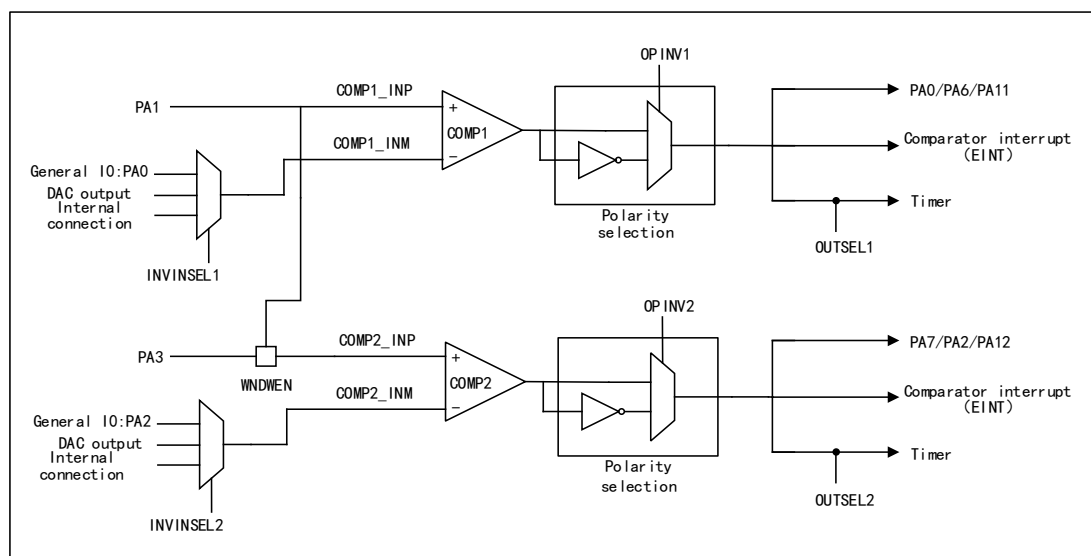 OPINV1
PA1
COMP1_INP
+
COMP1
PA0/PA6/PA11
COMP1_INM
−
Comparator interrupt
(EINT)
General IO:PA0
DAC output
Internal
connection
Timer
Polarity
selection
INVINSEL1
OUTSEL1
OPINV2
PA3
COMP2_INP
WNDWEN
+
COMP2
PA7/PA2/PA12
COMP2_INM
−
Comparator interrupt
(EINT)
General IO:PA2
DAC output
Internal
connection
Timer
Polarity
selection
INVINSEL2
OUTSEL2